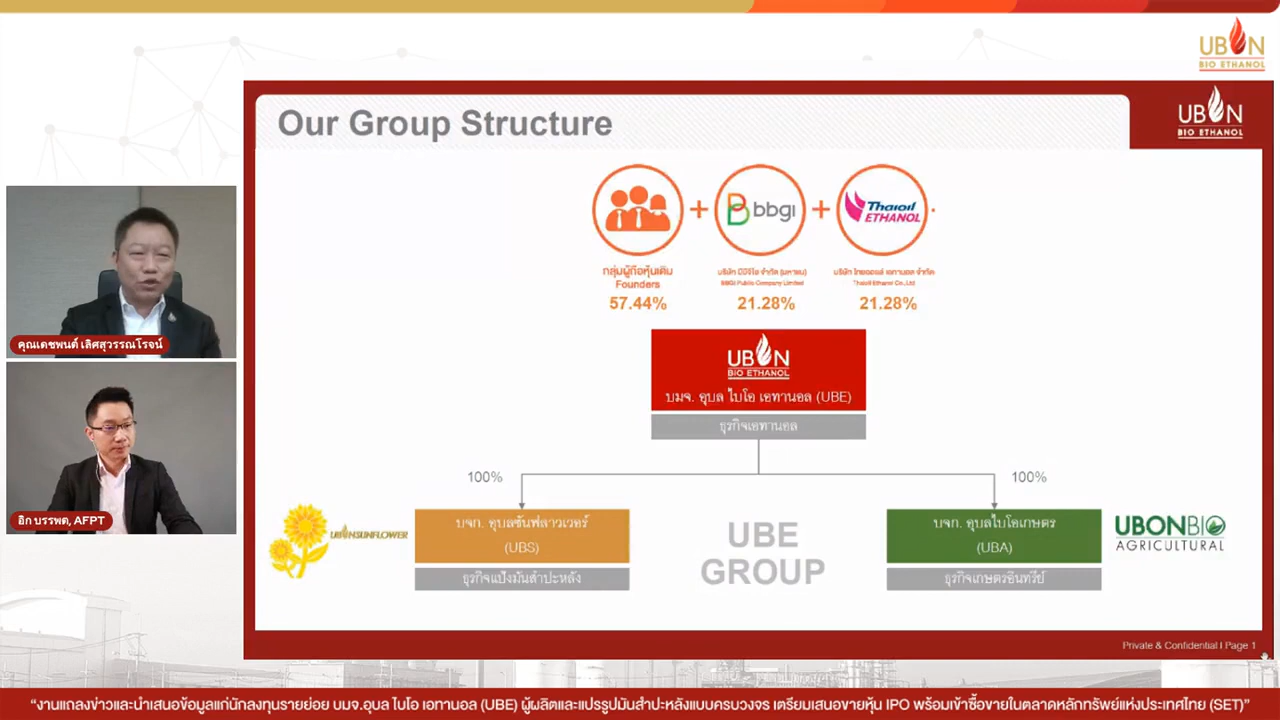 UBON
BIO ETHANOL
Our Group Structure
UBON
BIO ETHANOL
+ bbgi + Thaioil
ETHANOL
กลุ่มผู้ถือหุ้นเดิม
Founders
57.44%
บริษัท บีบีจีไอ จำกัด (มหาชน)
BBGI Public Company Limited
21.28%
บริษัท ไทยออยล์ เอทานอล จำกัด
Thaioil Ethanol Co.,Ltd
21.28%
UBON
BIO ETHANOL
บมจ. อุบล ไบโอ เอทานอล (UBE)
ธุรกิจเอทานอล
100%
100%
UBONSUNFLOWER
บจก. อุบลซันฟลาวเวอร์
(UBS)
ธุรกิจแป้งมันสำปะหลัง
UBE
GROUP
บจก. อุบลไบโอเกษตร
(UBA)
ธุรกิจเกษตรอินทรีย์
UBONBIO
AGRICULTURAL
Private & Confidential I Page 1
คุณเดชพนต์ เลิศสุวรรณโรจน์
อิก บรรพต, AFPT
“งานแถลงข่าวและนำเสนอข้อมูลแก่นักลงทุนรายย่อย บมจ.อุบล ไบโอ เอทานอล (UBE) ผู้ผลิตและแปรรูปมันสำปะหลังแบบครบวงจร เตรียมเสนอขายหุ้น IPO พร้อมเข้าซื้อขายในตลาดหลักทรัพย์แห่งประเทศไทย (SET)”